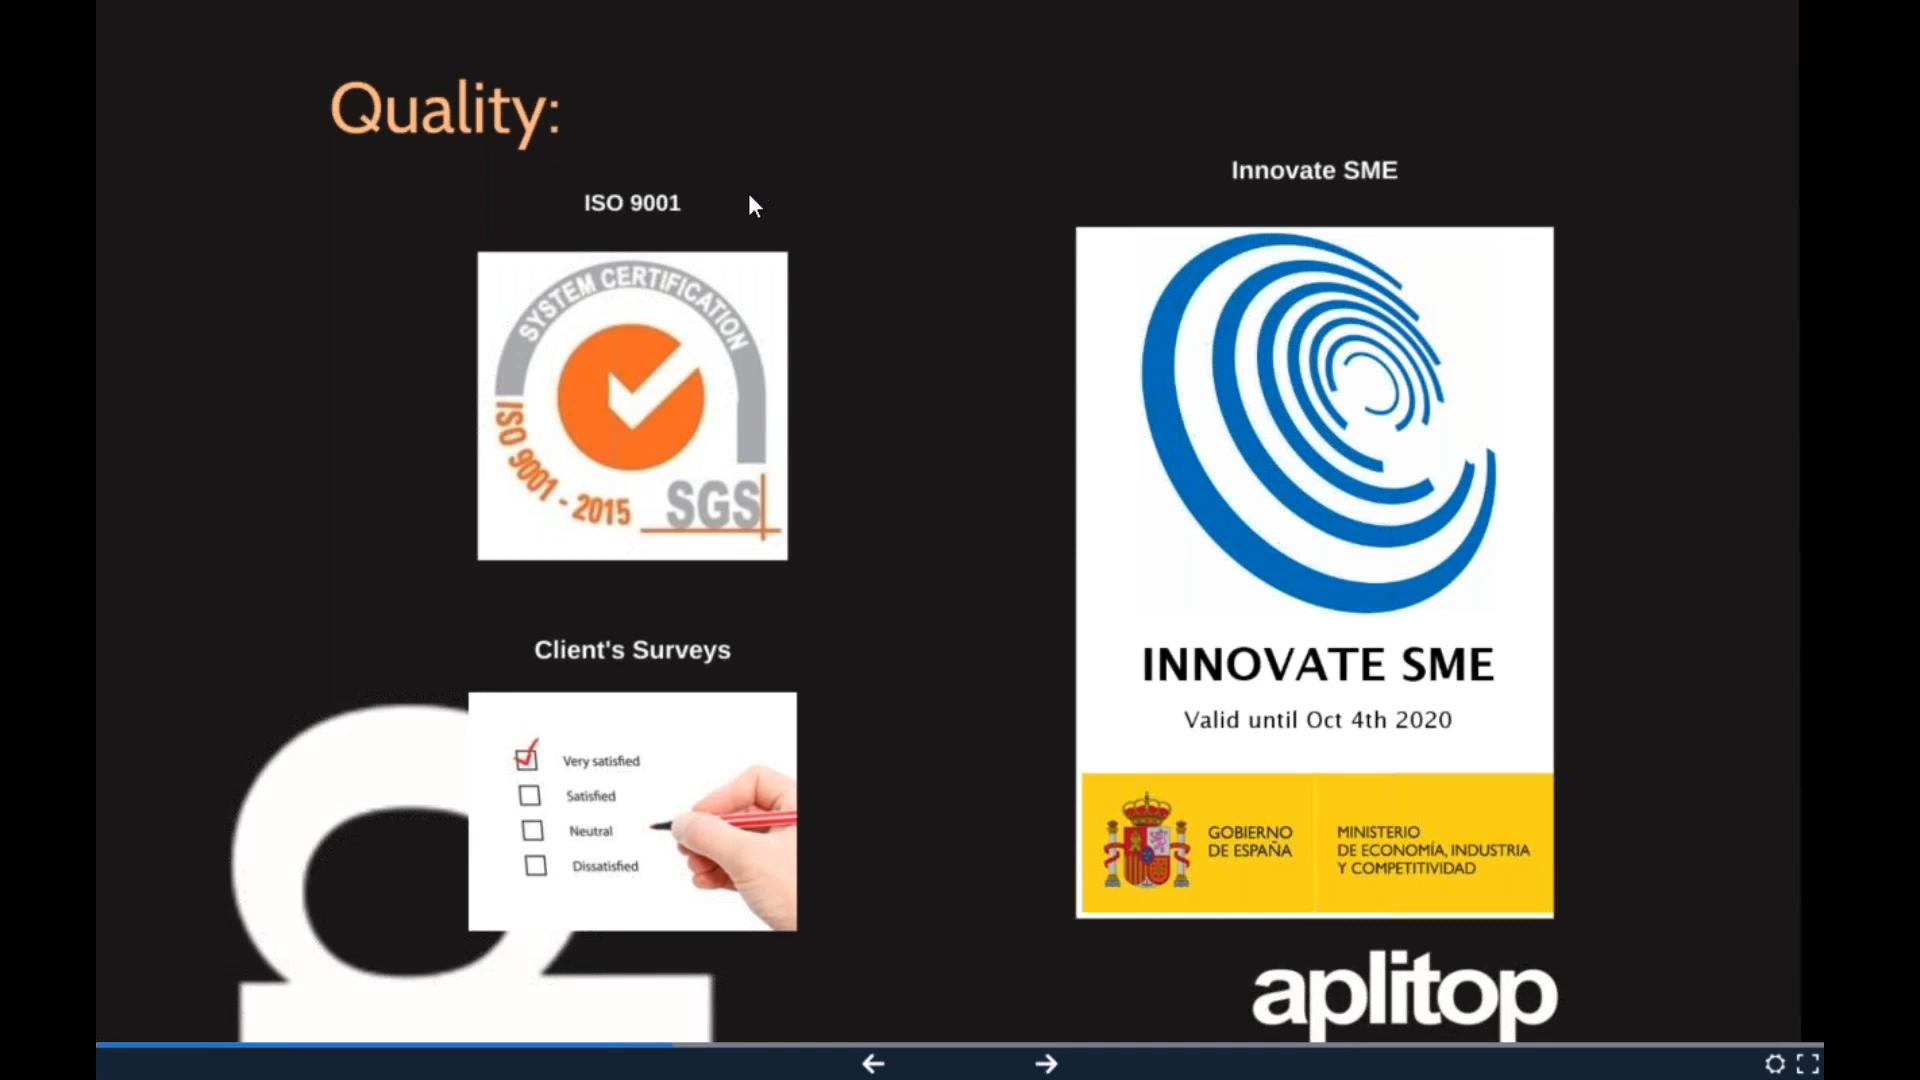 Quality:
ISO 9001
SYSTEM CERTIFICATION
ISO 9001 - 2015
SGS
Client's Surveys
Very satisfied
Satisfied
Neutral
Dissatisfied
Innovate SME
INNOVATE SME
Valid until Oct 4th 2020
GOBIERNO
DE ESPAÑA
MINISTERIO
DE ECONOMÍA, INDUSTRIA
Y COMPETITIVIDAD
aplitop